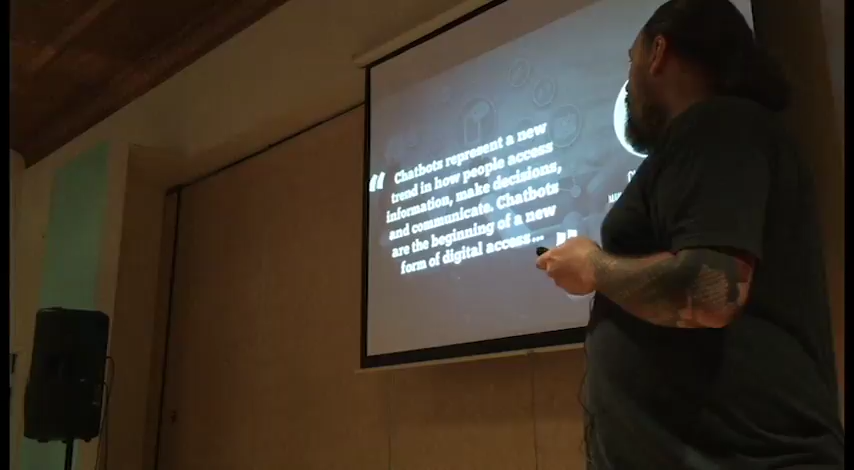 “ Chatbots represent a new
trend in how people access
information, make decisions,
and communicate. Chatbots
are the beginning of a new
form of digital access... ”